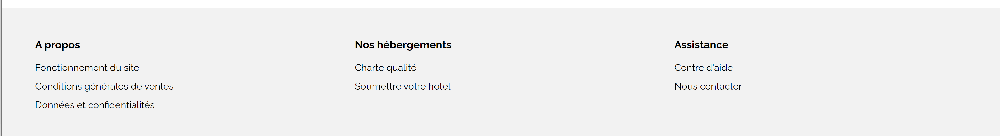 A propos
Fonctionnement du site
Conditions générales de ventes
Données et confidentialités
Nos hébergements
Charte qualité
Soumettre votre hotel
Assistance
Centre d'aide
Nous contacter